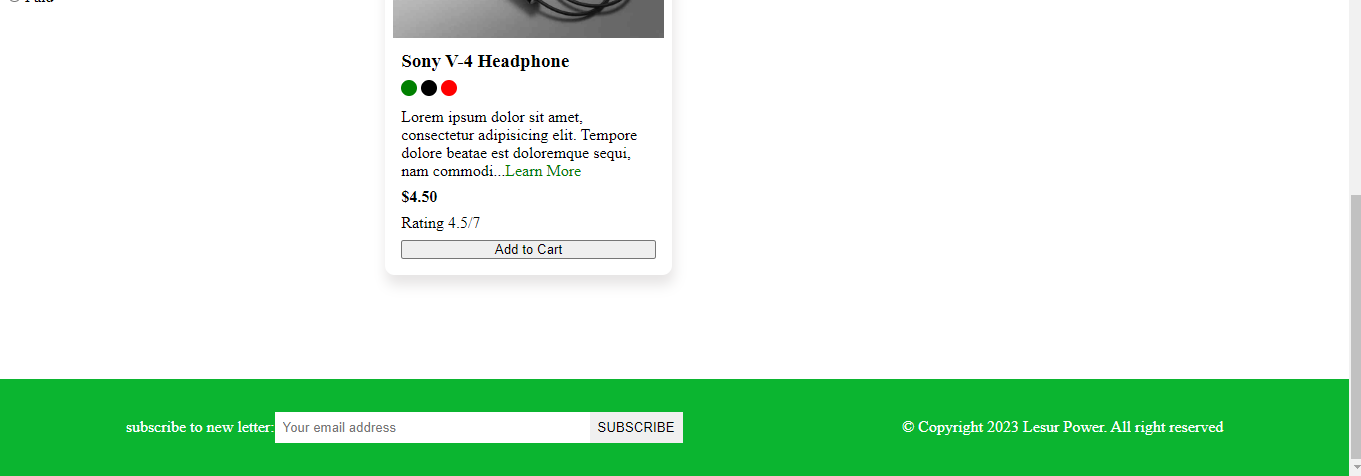 Paid
Sony V-4 Headphone
Lorem ipsum dolor sit amet,
consectetur adipisicing elit. Tempore
dolore beatae est doloremque sequi,
nam commodi...Learn More
$4.50
Rating 4.5/7
Add to Cart
subscribe to new letter: Your email address SUBSCRIBE
© Copyright 2023 Lesur Power. All right reserved